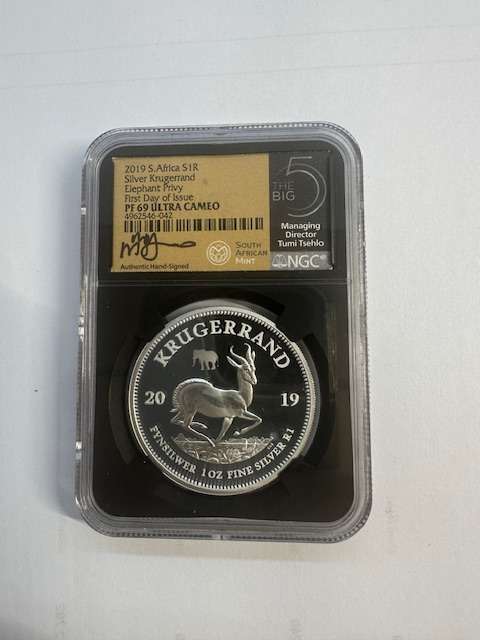 2019 S.Africa S1R
Silver Krugerrand
Elephant Privy
First Day of Issue
PF 69 ULTRA CAMEO
4962546-042
Authentic Hand-Signed
SOUTH
AFRICAN
MINT
THE
BIG
5
Managing
Director
Tumi Tsehlo
NGC
KRUGERRAND
20 19
FYNSILWER 1 OZ FINE SILVER R1